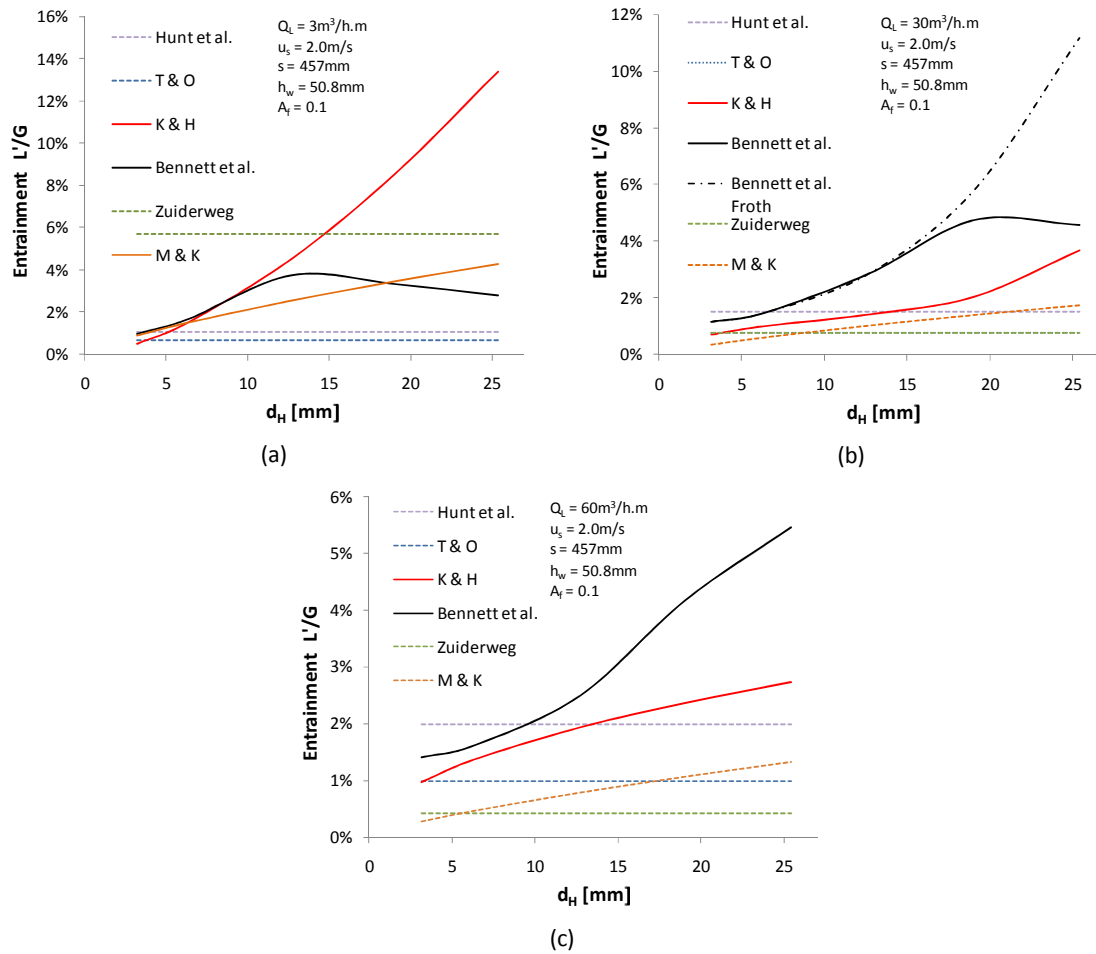 16%
14%
12%
10%
8%
6%
4%
2%
0%
Entrainment L'/G
Hunt et al.
T & O
K & H
Bennett et al.
Zuiderweg
M & K
Q_L = 3m³/h.m
u_s = 2.0m/s
s = 457mm
h_w = 50.8mm
A_f = 0.1
0 5 10 15 20 25
d_H [mm]
(a)
12%
10%
8%
6%
4%
2%
0%
Entrainment L'/G
Hunt et al.
T & O
K & H
Bennett et al.
Bennett et al.
Froth
Zuiderweg
M & K
Q_L = 30m³/h.m
u_s = 2.0m/s
s = 457mm
h_w = 50.8mm
A_f = 0.1
0 5 10 15 20 25
d_H [mm]
(b)
6%
5%
4%
3%
2%
1%
0%
Entrainment L'/G
Hunt et al.
T & O
K & H
Bennett et al.
Zuiderweg
M & K
Q_L = 60m³/h.m
u_s = 2.0m/s
s = 457mm
h_w = 50.8mm
A_f = 0.1
0 5 10 15 20 25
d_H [mm]
(c)